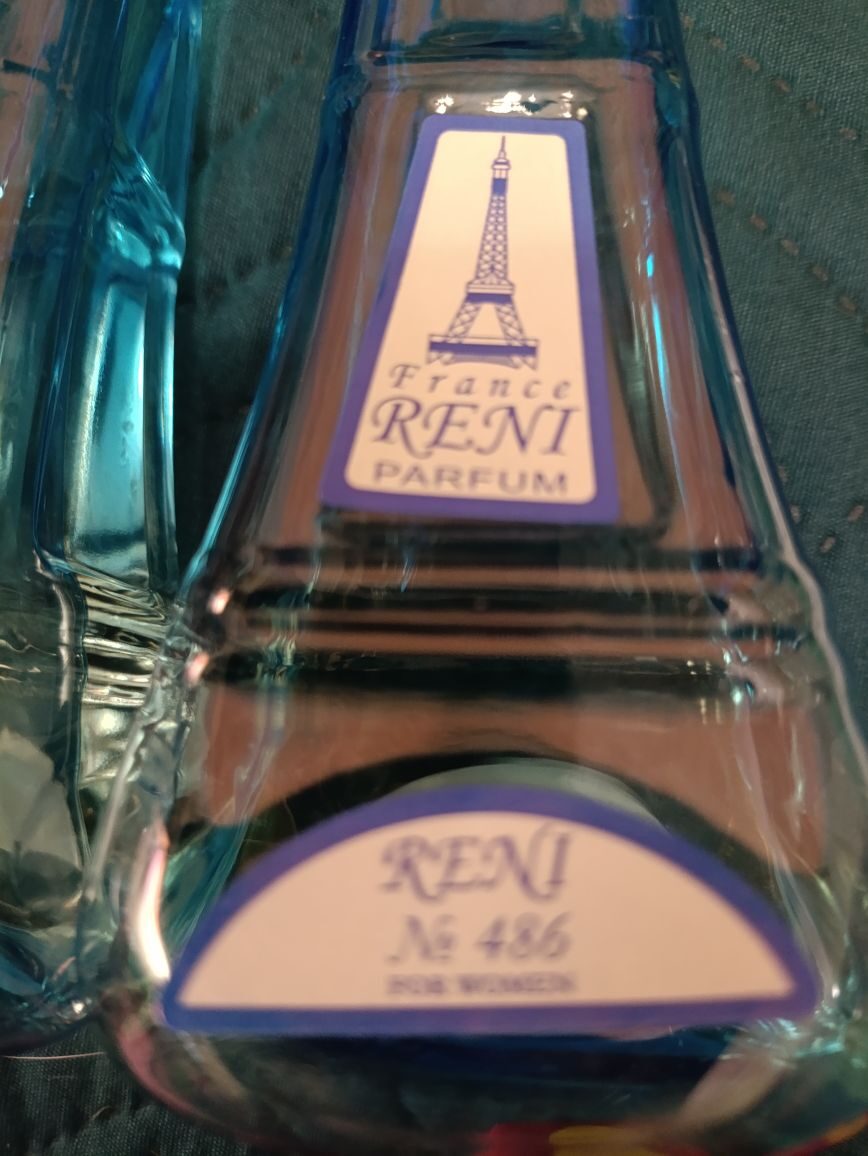 France
RENI
PARFUM
RENI
№ 486
FOR WOMEN